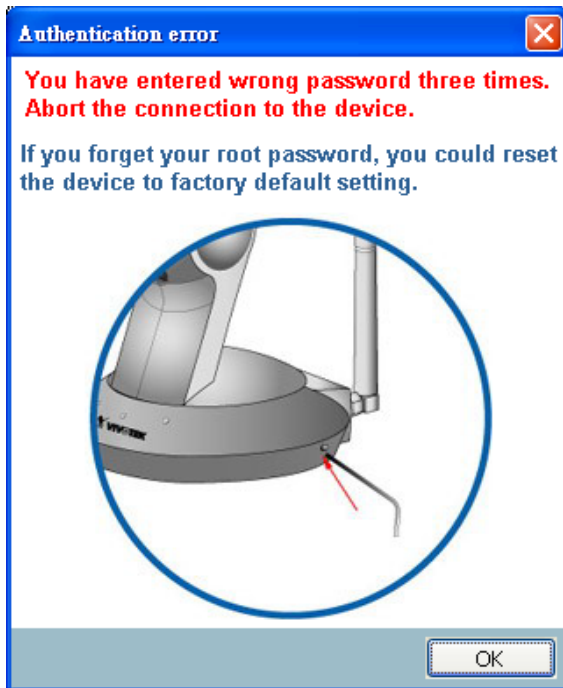 Authentication error
You have entered wrong password three times.
Abort the connection to the device.
If you forget your root password, you could reset
the device to factory default setting.
VIVOTEK
OK